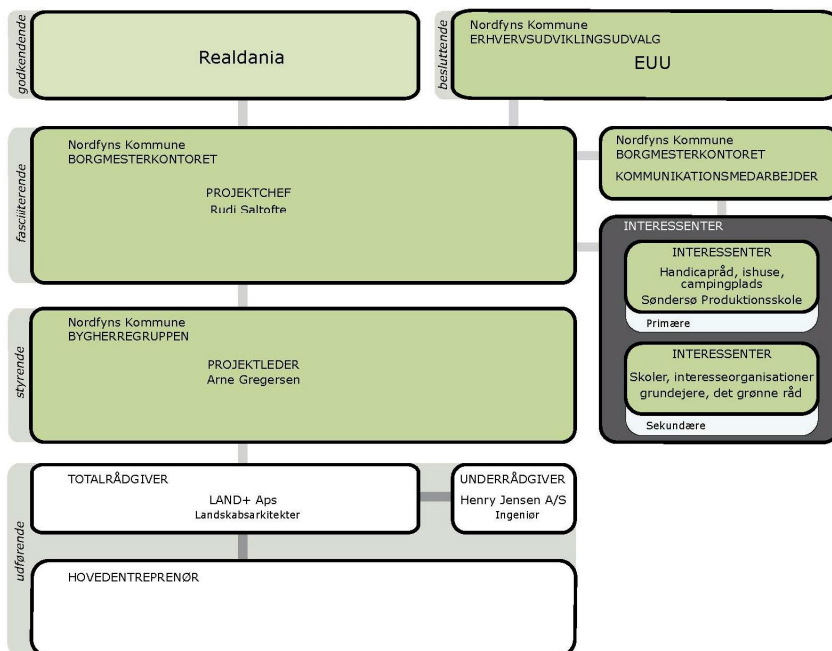 godkendende
Realdania
besluttende
Nordfyns Kommune
ERHVERVSUDVIKLINGSUDVALG
EUU
fasciliterende
Nordfyns Kommune
BORGMESTERKONTORET
PROJEKTCHEF
Rudi Saltofte
Nordfyns Kommune
BORGMESTERKONTORET
KOMMUNIKATIONSMEDARBEJDER
INTERESSENTER
INTERESSENTER
Handicapråd, ishuse,
campingplads
Søndersø Produktionsskole
Primære
INTERESSENTER
Skoler, interesseorganisationer
grundejere, det grønne råd
Sekundære
styrende
Nordfyns Kommune
BYGHERREGRUPPEN
PROJEKTLEDER
Arne Gregersen
udførende
TOTALRÅDGIVER
LAND+ Aps
Landskabsarkitekter
UNDERRÅDGIVER
Henry Jensen A/S
Ingeniør
HOVEDENTREPRENØR